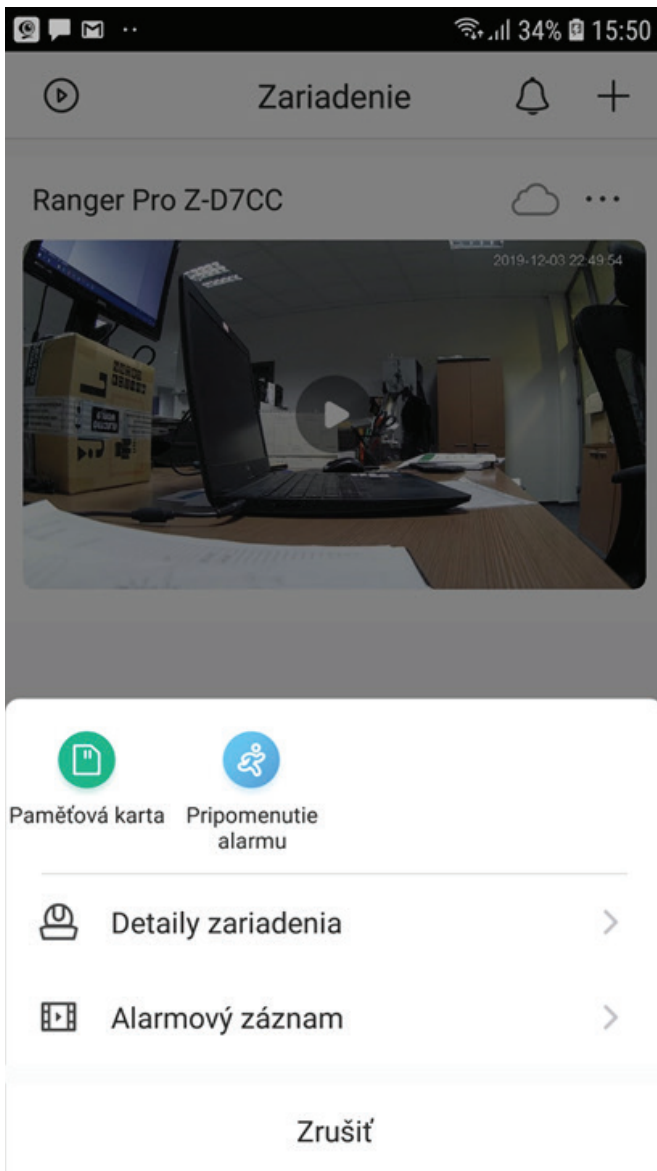 34% 15:50
Zariadenie
Ranger Pro Z-D7CC
2019-12-03 22:49:54
Paměťová karta
Pripomenutie
alarmu
Detaily zariadenia
Alarmový záznam
Zrušiť